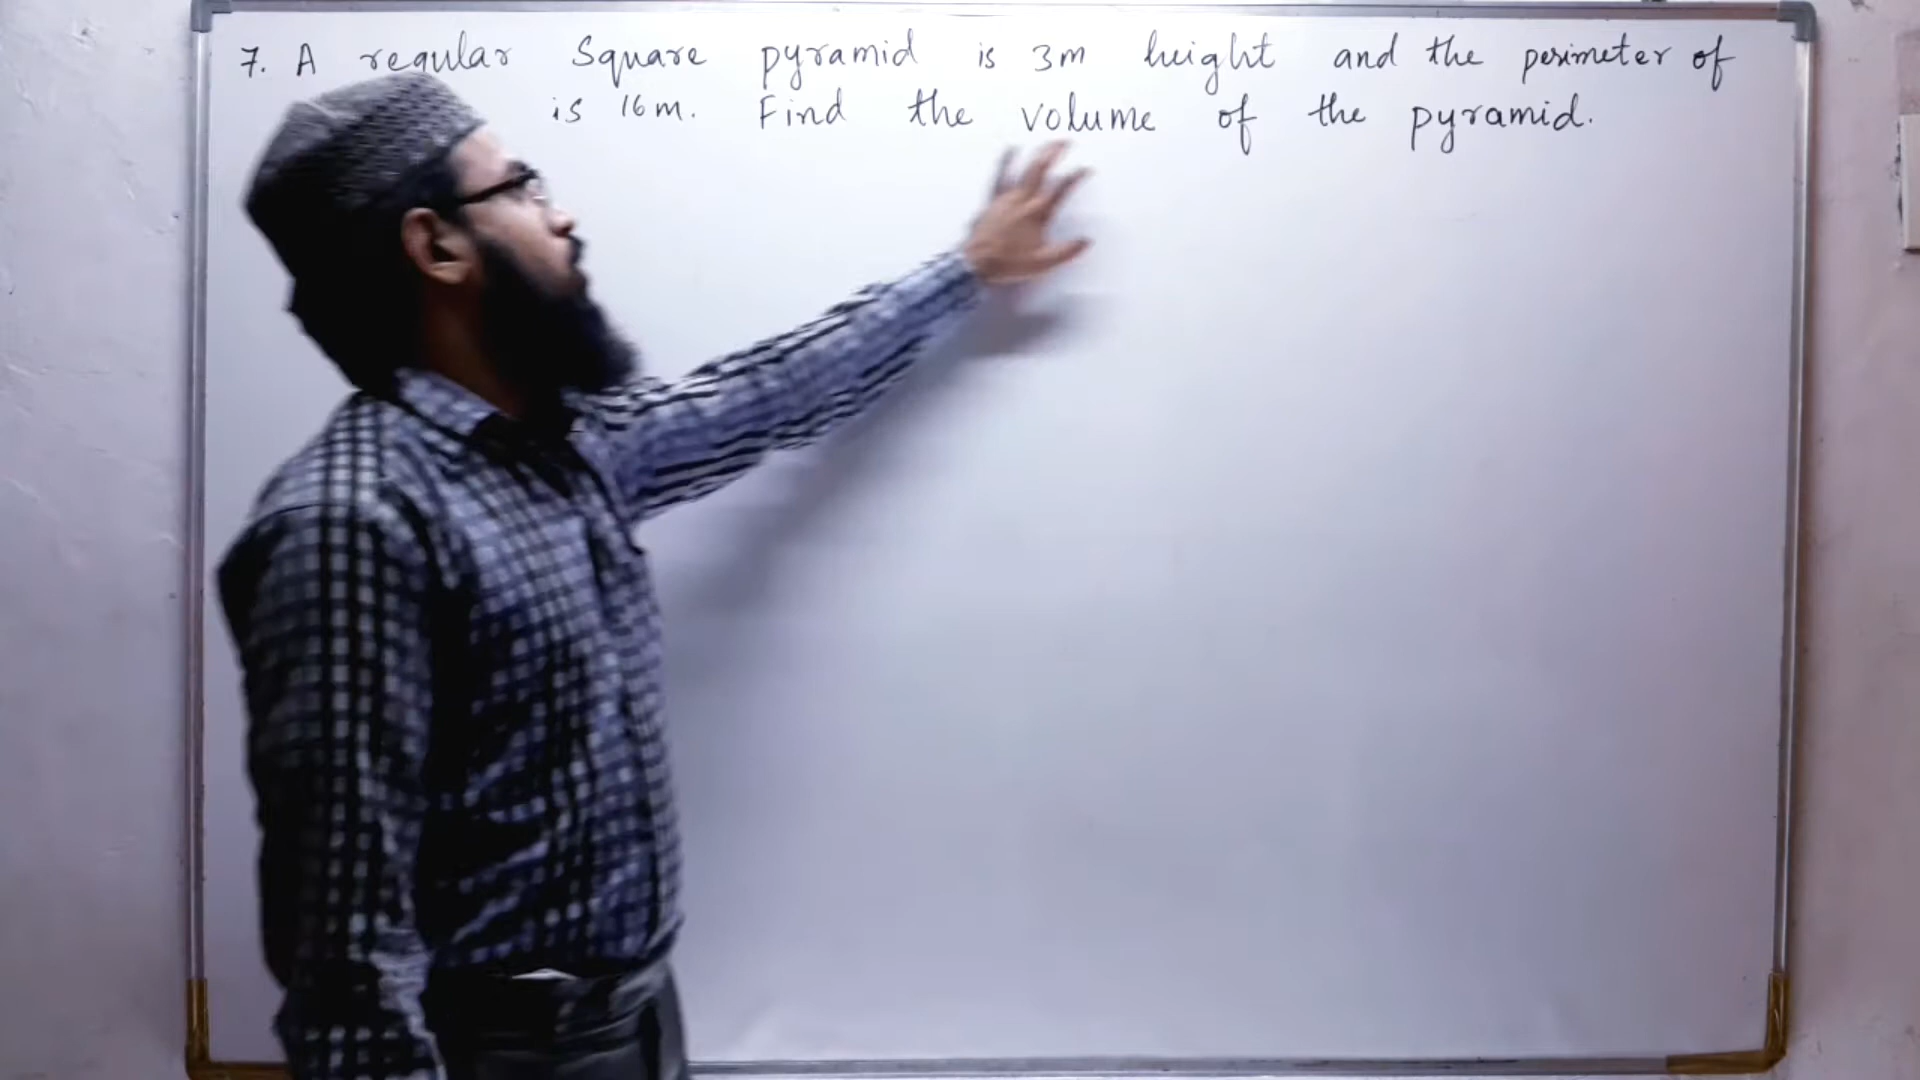 7. A regular Square pyramid is 3m height and the perimeter of
is 16m. Find the volume of the pyramid.